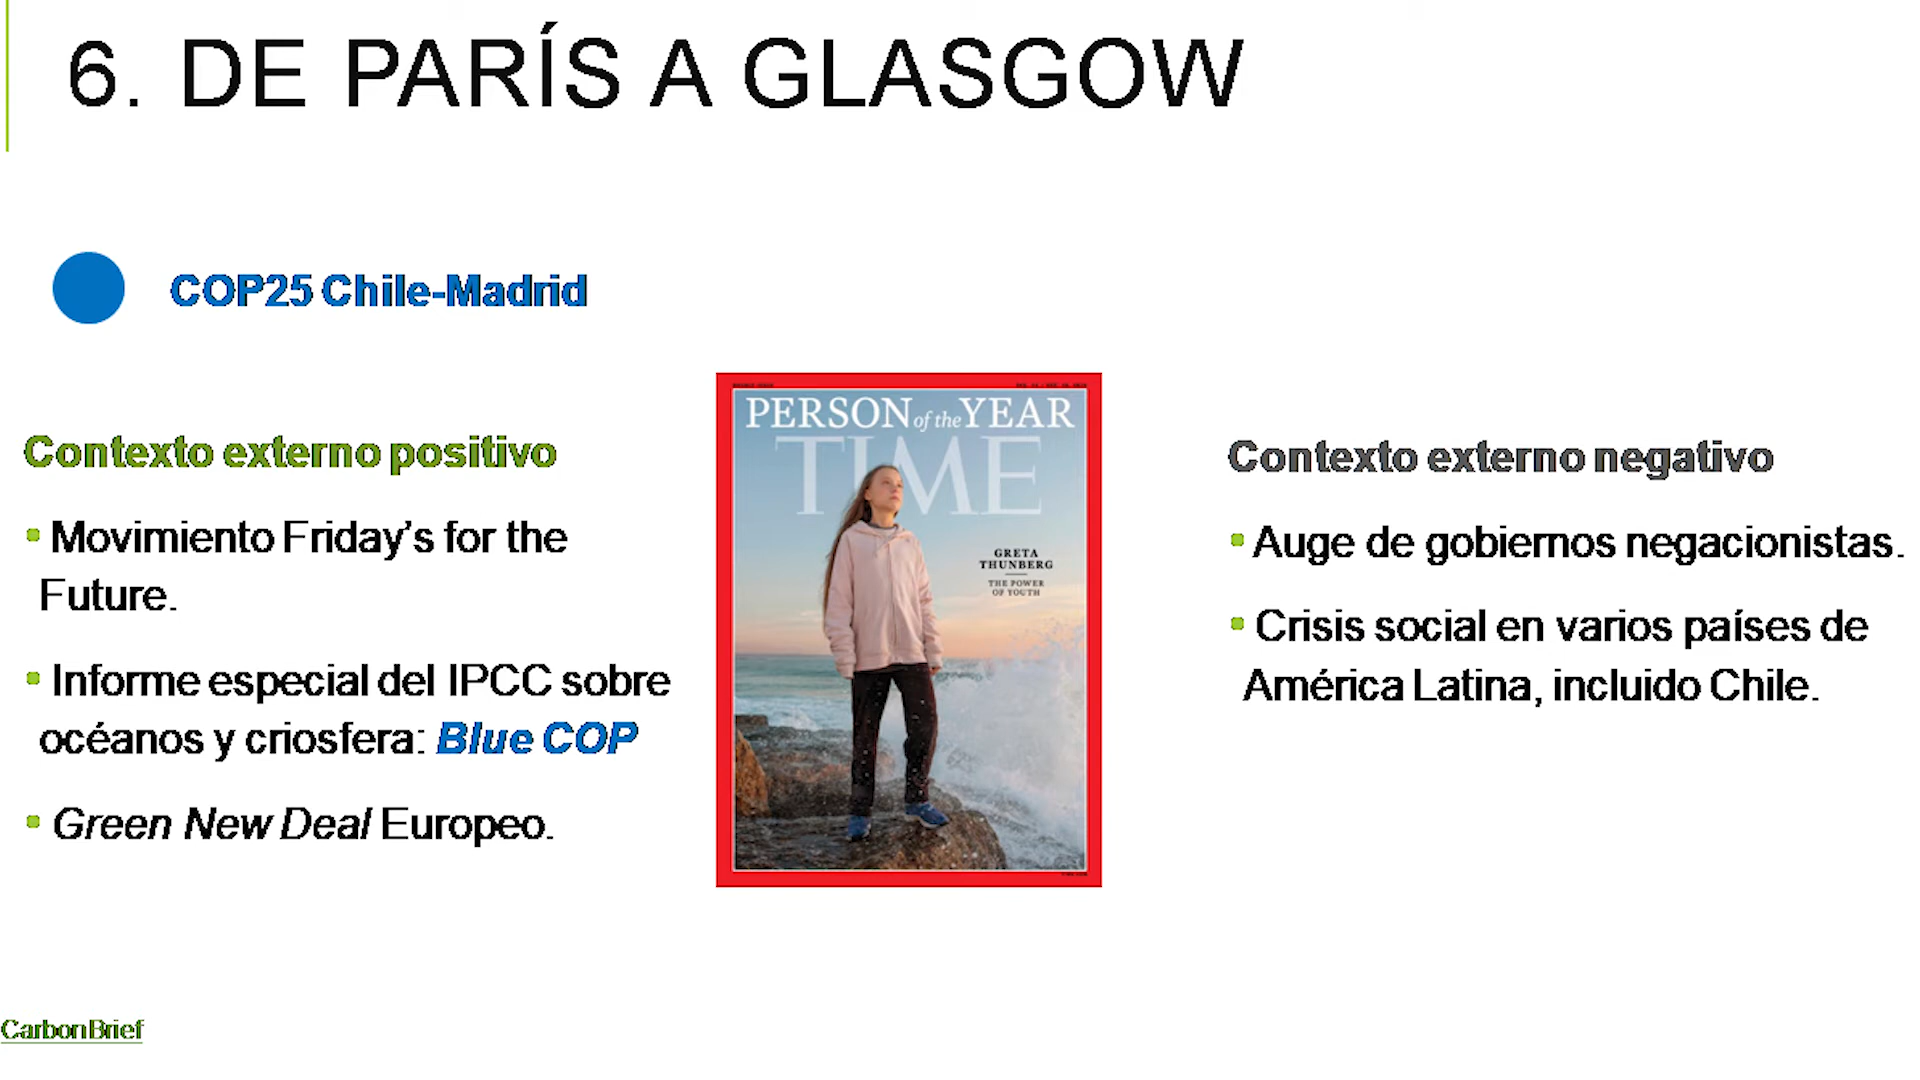 6. DE PARÍS A GLASGOW
COP25 Chile-Madrid
Contexto externo positivo
▪ Movimiento Friday's for the
Future.
▪ Informe especial del IPCC sobre
océanos y criosfera: Blue COP
▪ Green New Deal Europeo.
PERSON of the YEAR
TIME
GRETA
THUNBERG
THE POWER
OF YOUTH
Contexto externo negativo
▪ Auge de gobiernos negacionistas.
▪ Crisis social en varios países de
América Latina, incluido Chile.
CarbonBrief